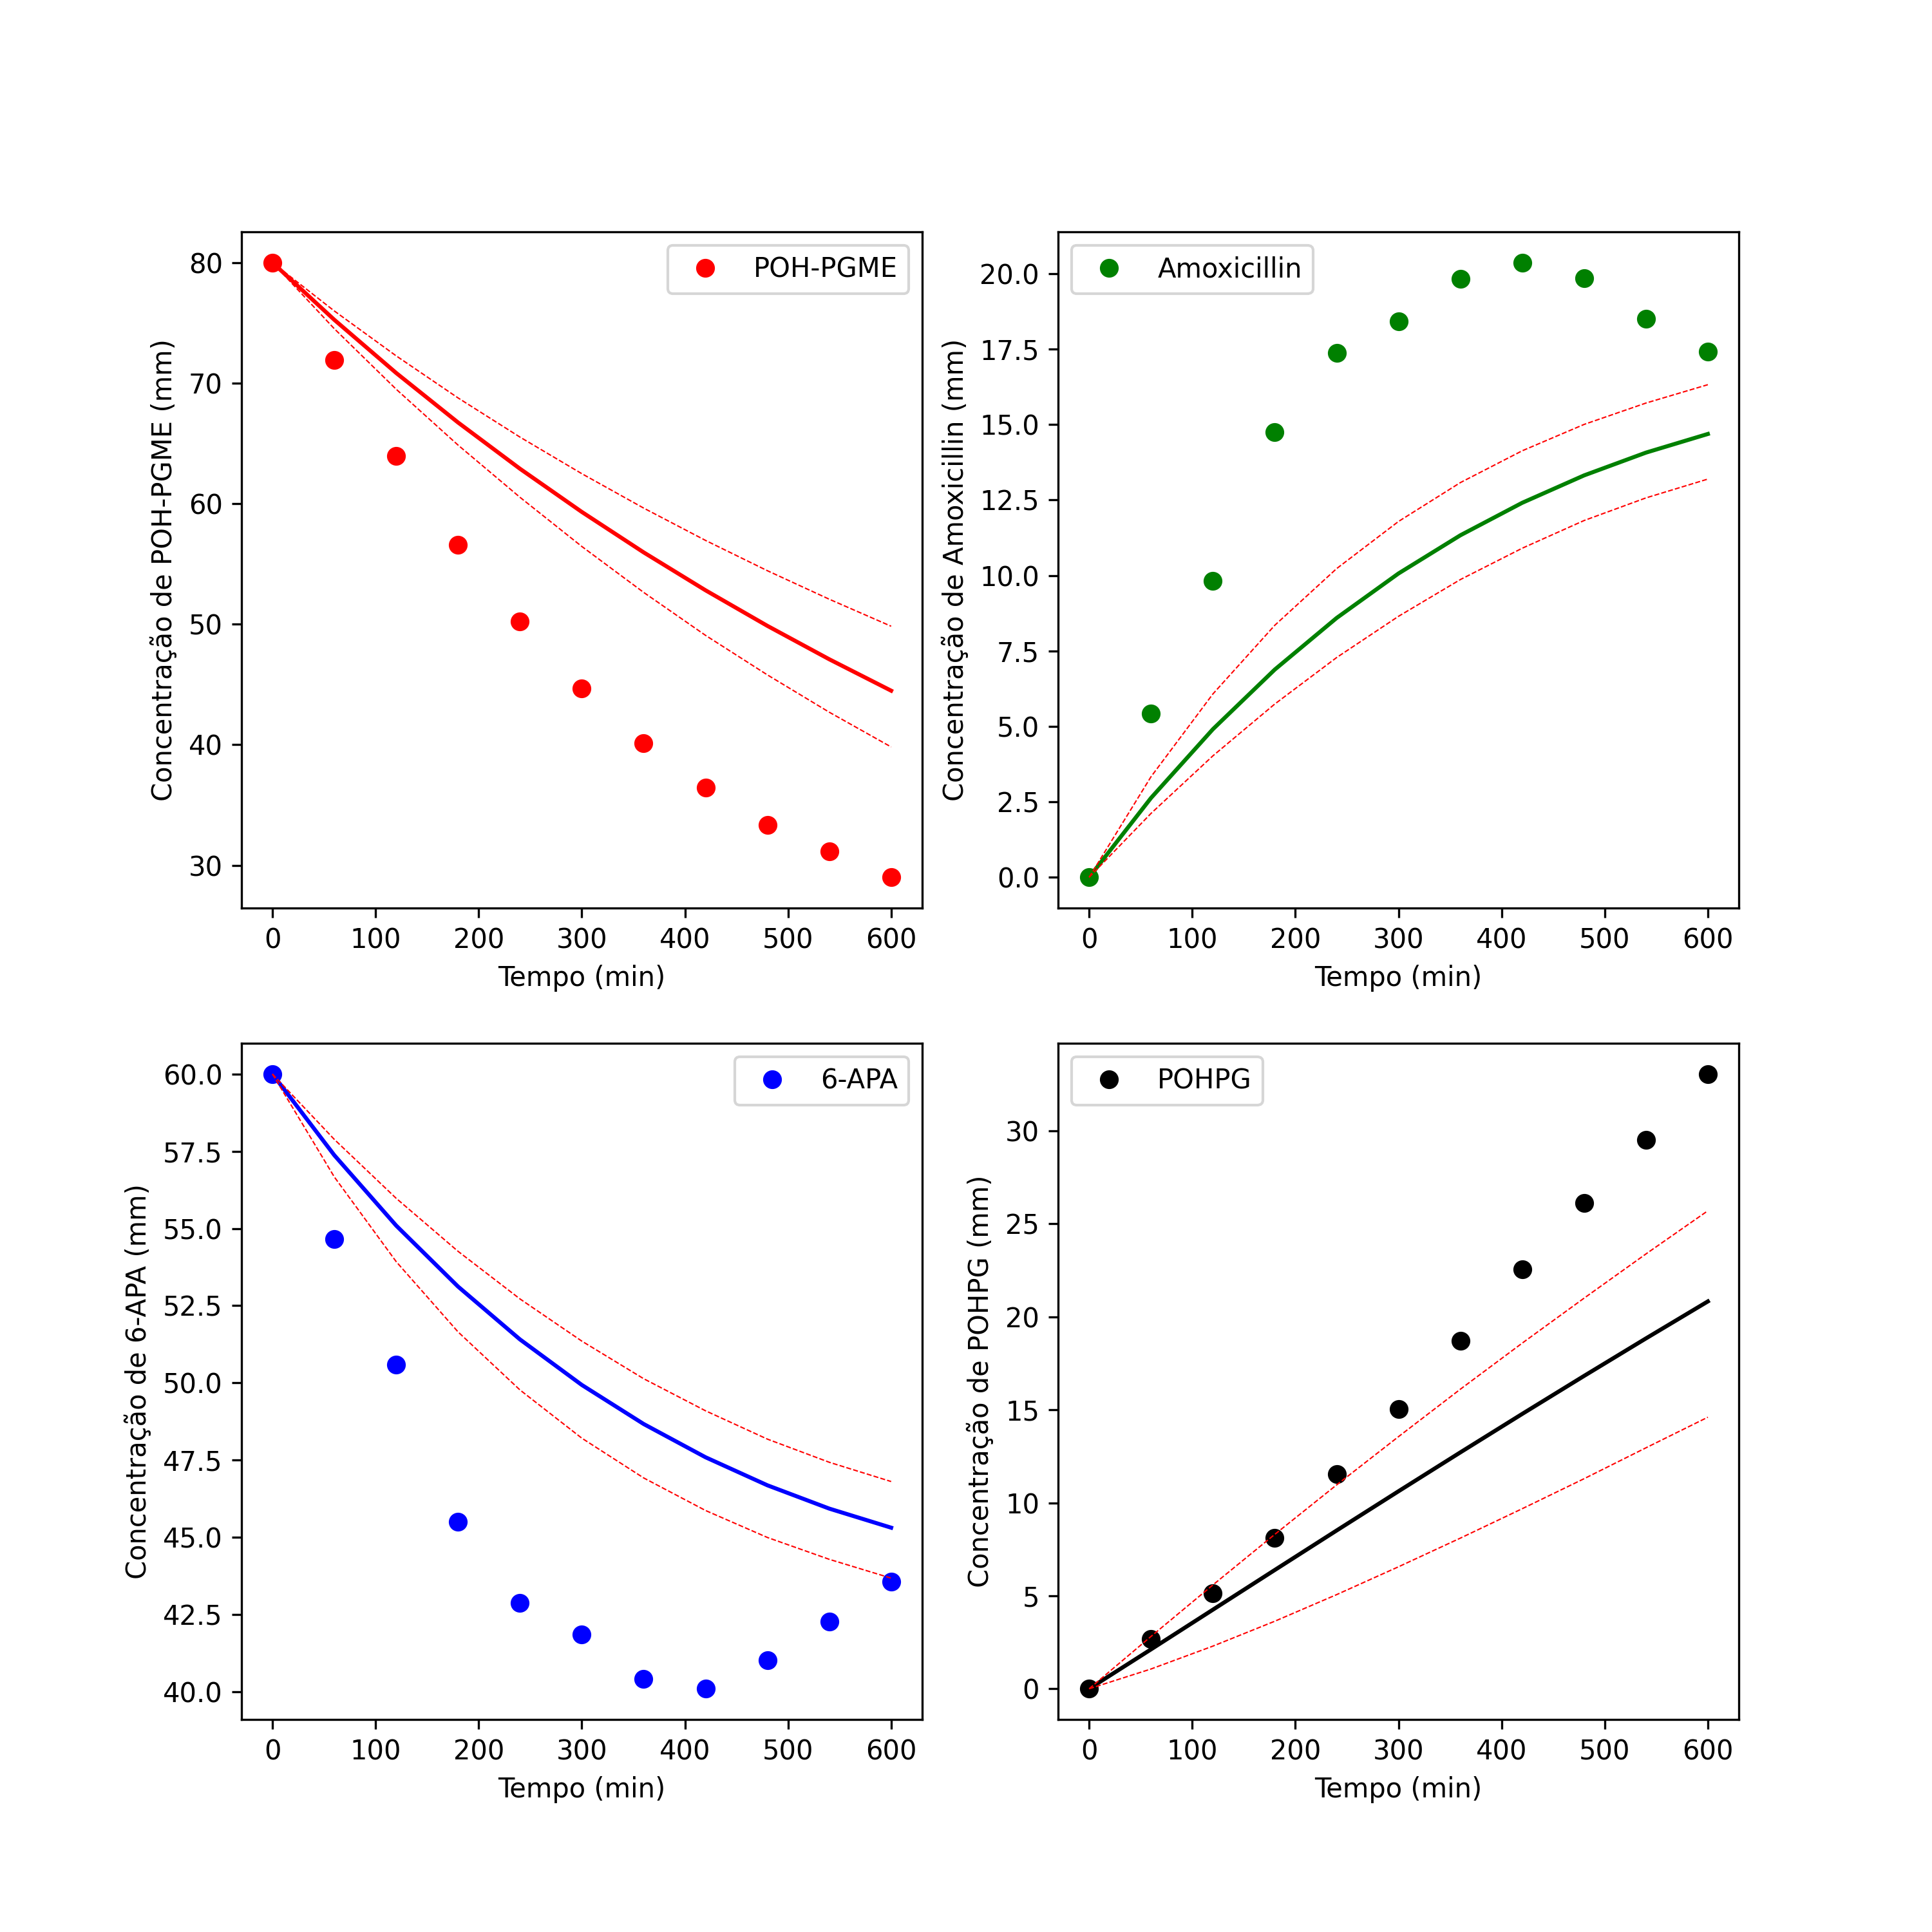 POH-PGME
Concentração de POH-PGME (mm)
80
70
60
50
40
30
0 100 200 300 400 500 600
Tempo (min)
Amoxicillin
Concentração de Amoxicillin (mm)
20.0
17.5
15.0
12.5
10.0
7.5
5.0
2.5
0.0
0 100 200 300 400 500 600
Tempo (min)
6-APA
Concentração de 6-APA (mm)
60.0
57.5
55.0
52.5
50.0
47.5
45.0
42.5
40.0
0 100 200 300 400 500 600
Tempo (min)
POHPG
Concentração de POHPG (mm)
30
25
20
15
10
5
0
0 100 200 300 400 500 600
Tempo (min)